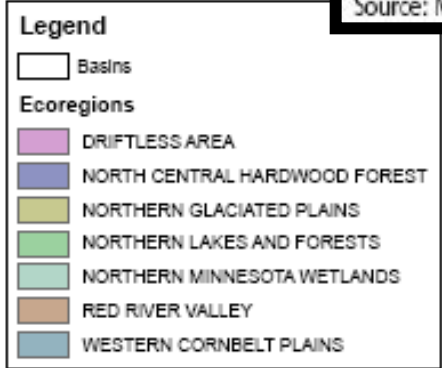 Source:
Legend
Basins
Ecoregions
DRIFTLESS AREA
NORTH CENTRAL HARDWOOD FOREST
NORTHERN GLACIATED PLAINS
NORTHERN LAKES AND FORESTS
NORTHERN MINNESOTA WETLANDS
RED RIVER VALLEY
WESTERN CORNBELT PLAINS